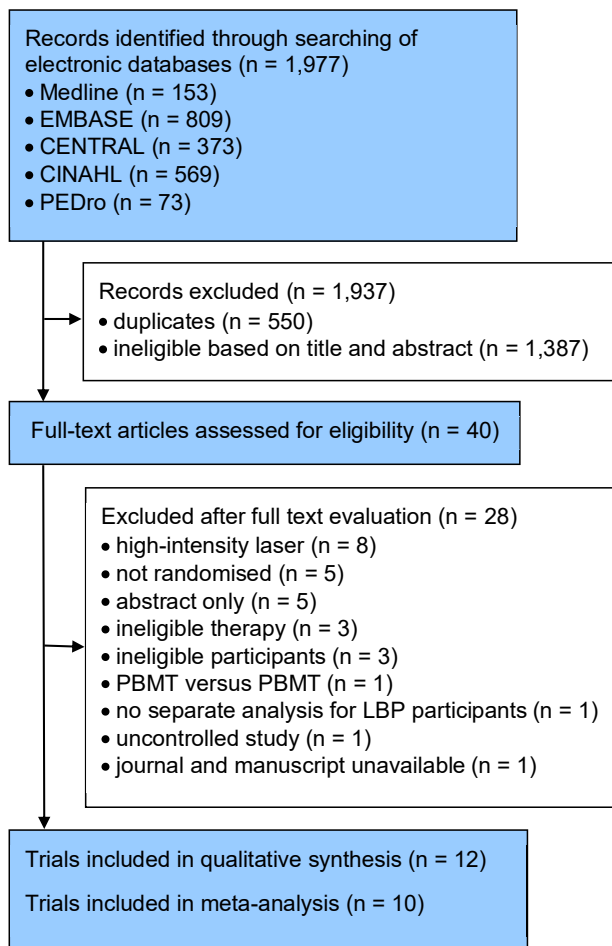 Records identified through searching of
electronic databases (n = 1,977)
• Medline (n = 153)
• EMBASE (n = 809)
• CENTRAL (n = 373)
• CINAHL (n = 569)
• PEDro (n = 73)
Records excluded (n = 1,937)
• duplicates (n = 550)
• ineligible based on title and abstract (n = 1,387)
Full-text articles assessed for eligibility (n = 40)
Excluded after full text evaluation (n = 28)
• high-intensity laser (n = 8)
• not randomised (n = 5)
• abstract only (n = 5)
• ineligible therapy (n = 3)
• ineligible participants (n = 3)
• PBMT versus PBMT (n = 1)
• no separate analysis for LBP participants (n = 1)
• uncontrolled study (n = 1)
• journal and manuscript unavailable (n = 1)
Trials included in qualitative synthesis (n = 12)
Trials included in meta-analysis (n = 10)